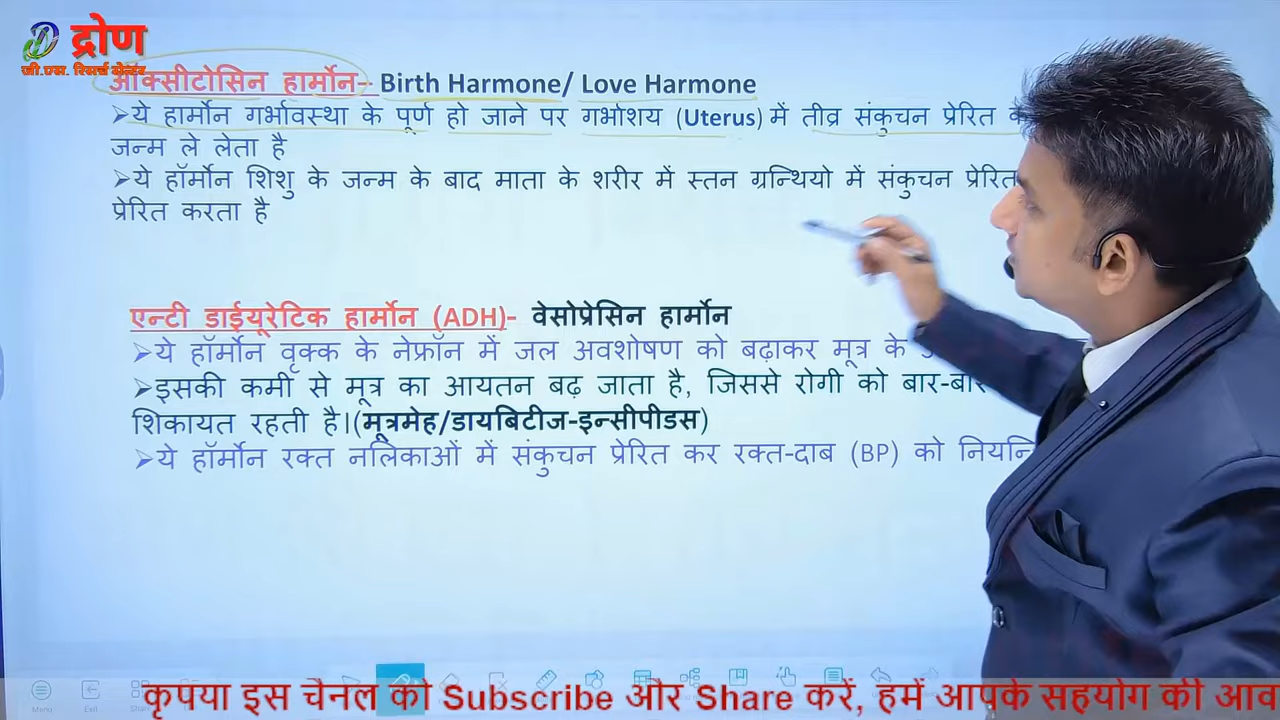 द्रोण
जी.एस. रिसर्च सेन्टर
ऑक्सीटोसिन हार्मोन- Birth Harmone/ Love Harmone
➢ये हार्मोन गर्भावस्था के पूर्ण हो जाने पर गर्भाशय (Uterus) में तीव्र संकुचन प्रेरित
जन्म ले लेता है
➢ये हॉर्मोन शिशु के जन्म के बाद माता के शरीर में स्तन ग्रन्थियो में संकुचन प्रेरित
प्रेरित करता है
एन्टी डाईयूरेटिक हार्मोन (ADH)- वेसोप्रेसिन हार्मोन
➢ये हॉर्मोन वृक्क के नेफ्रॉन में जल अवशोषण को बढ़ाकर मूत्र के
➢इसकी कमी से मूत्र का आयतन बढ़ जाता है, जिससे रोगी को बार-बार
शिकायत रहती है।(मूत्रमेह/डायबिटीज-इन्सीपीडस)
➢ये हॉर्मोन रक्त नलिकाओं में संकुचन प्रेरित कर रक्त-दाब (BP) को
Menu Exit Share
कृपया इस चैनल को Subscribe और Share करें, हमें आपके सहयोग की आव